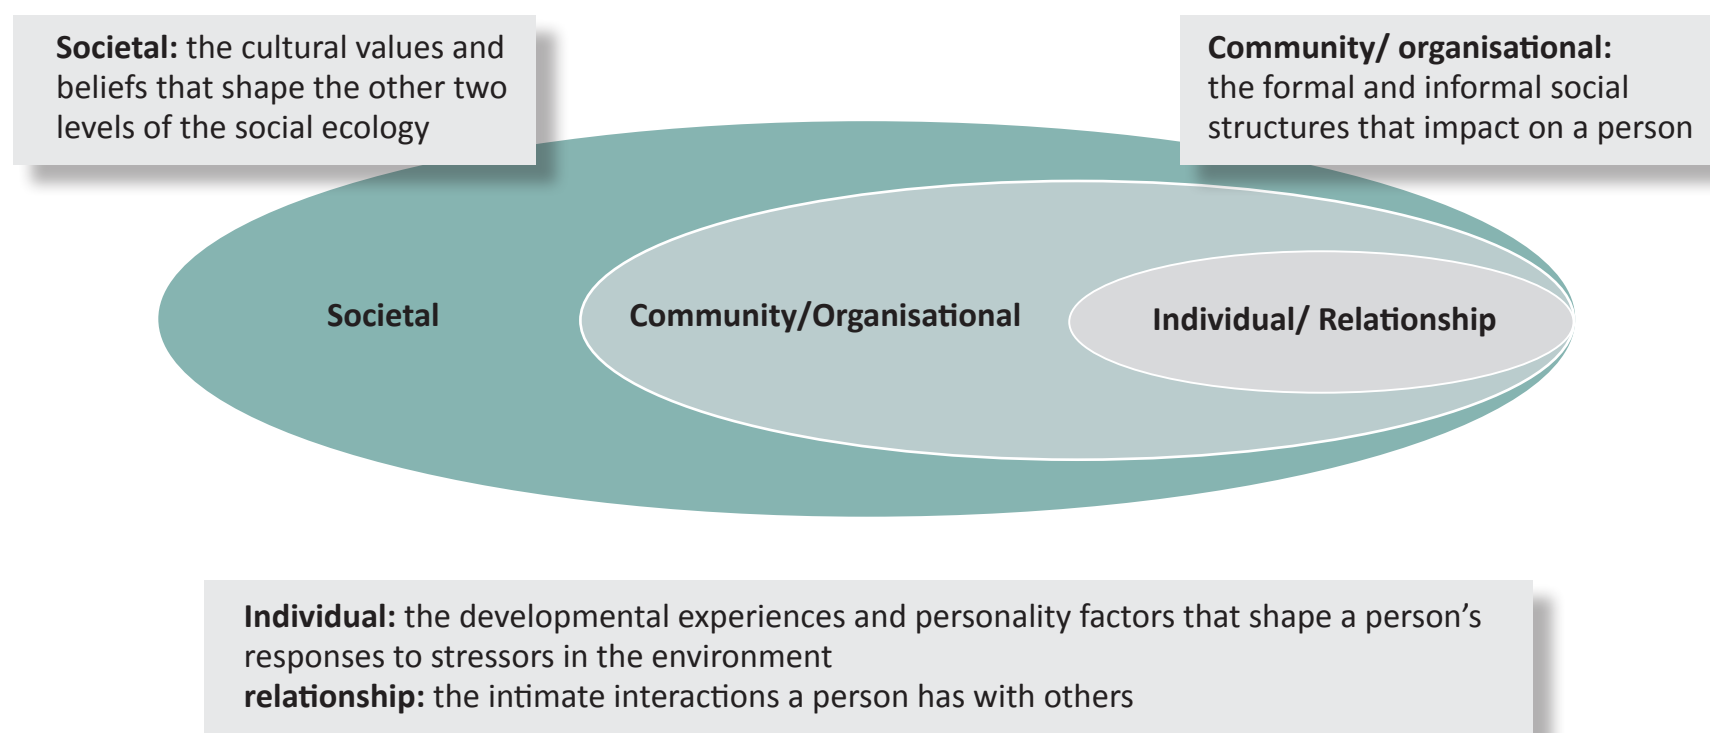 Societal: the cultural values and
beliefs that shape the other two
levels of the social ecology
Community/ organisational:
the formal and informal social
structures that impact on a person
Societal
Community/Organisational
Individual/ Relationship
Individual: the developmental experiences and personality factors that shape a person’s
responses to stressors in the environment
relationship: the intimate interactions a person has with others